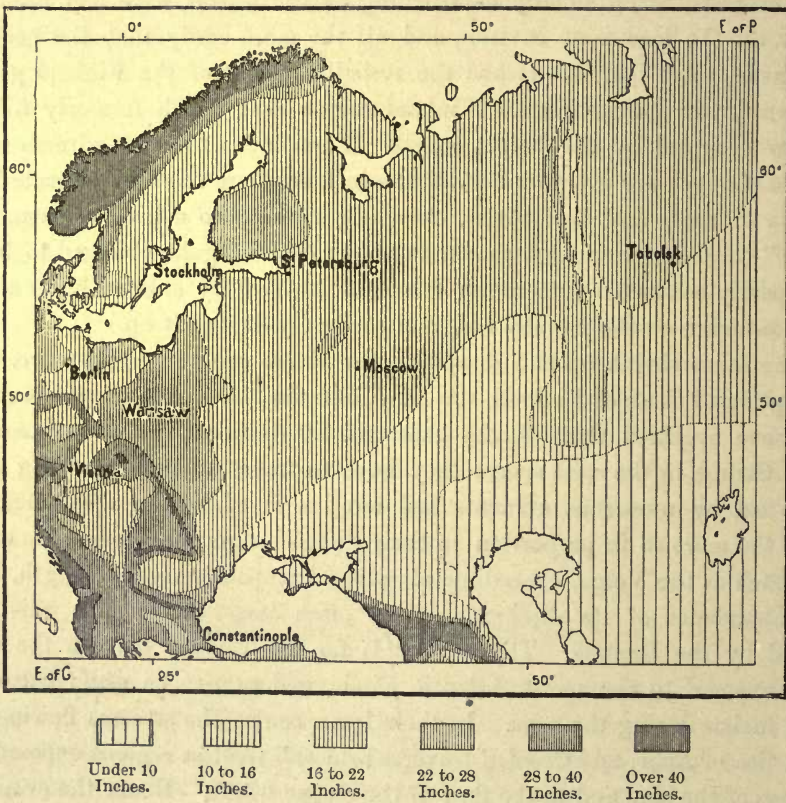 0° 50° E of P
60° 60°
Tobolsk
St Petersburg
Stockholm
Moscow
Berlin
50° 50°
Warsaw
Vienna
Constantinople
E of G 25° 50°
Under 10 Inches.
10 to 16 Inches.
16 to 22 Inches.
22 to 28 Inches.
28 to 40 Inches.
Over 40 Inches.